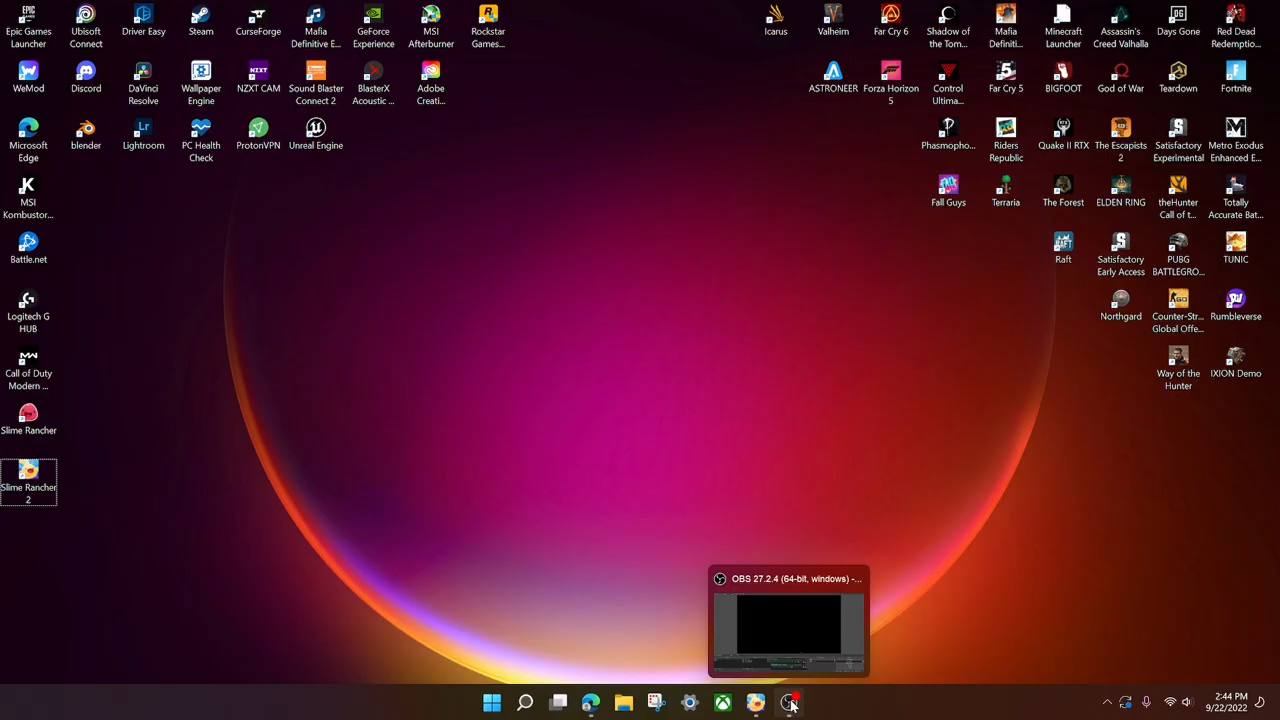 Epic Games
Launcher
Ubisoft
Connect
Driver Easy
Steam
CurseForge
Mafia
Definitive E...
GeForce
Experience
MSI
Afterburner
Rockstar
Games...
Icarus
Valheim
Far Cry 6
Shadow of
the Tom...
Mafia
Definiti...
Minecraft
Launcher
Assassin's
Creed Valhalla
Days Gone
Red Dead
Redemptio...
WeMod
Discord
DaVinci
Resolve
Wallpaper
Engine
NZXT CAM
Sound Blaster
Connect 2
BlasterX
Acoustic ...
Adobe
Creati...
ASTRONEER
Forza Horizon
5
Control
Ultima...
Far Cry 5
BIGFOOT
God of War
Teardown
Fortnite
Microsoft
Edge
blender
Lightroom
PC Health
Check
ProtonVPN
Unreal Engine
Phasmopho...
Riders
Republic
Quake II RTX
The Escapists
2
Satisfactory
Experimental
Metro Exodus
Enhanced E...
MSI
Kombustor...
Fall Guys
Terraria
The Forest
ELDEN RING
theHunter
Call of t...
Totally
Accurate Bat...
Battle.net
Raft
Satisfactory
Early Access
PUBG
BATTLEGRO...
TUNIC
Logitech G
HUB
Northgard
Counter-Str...
Global Offe...
Rumbleverse
Call of Duty
Modern ...
Way of the
Hunter
IXION Demo
Slime Rancher
Slime Rancher
2
OBS 27.2.4 (64-bit, windows) -...
2:44 PM
9/22/2022